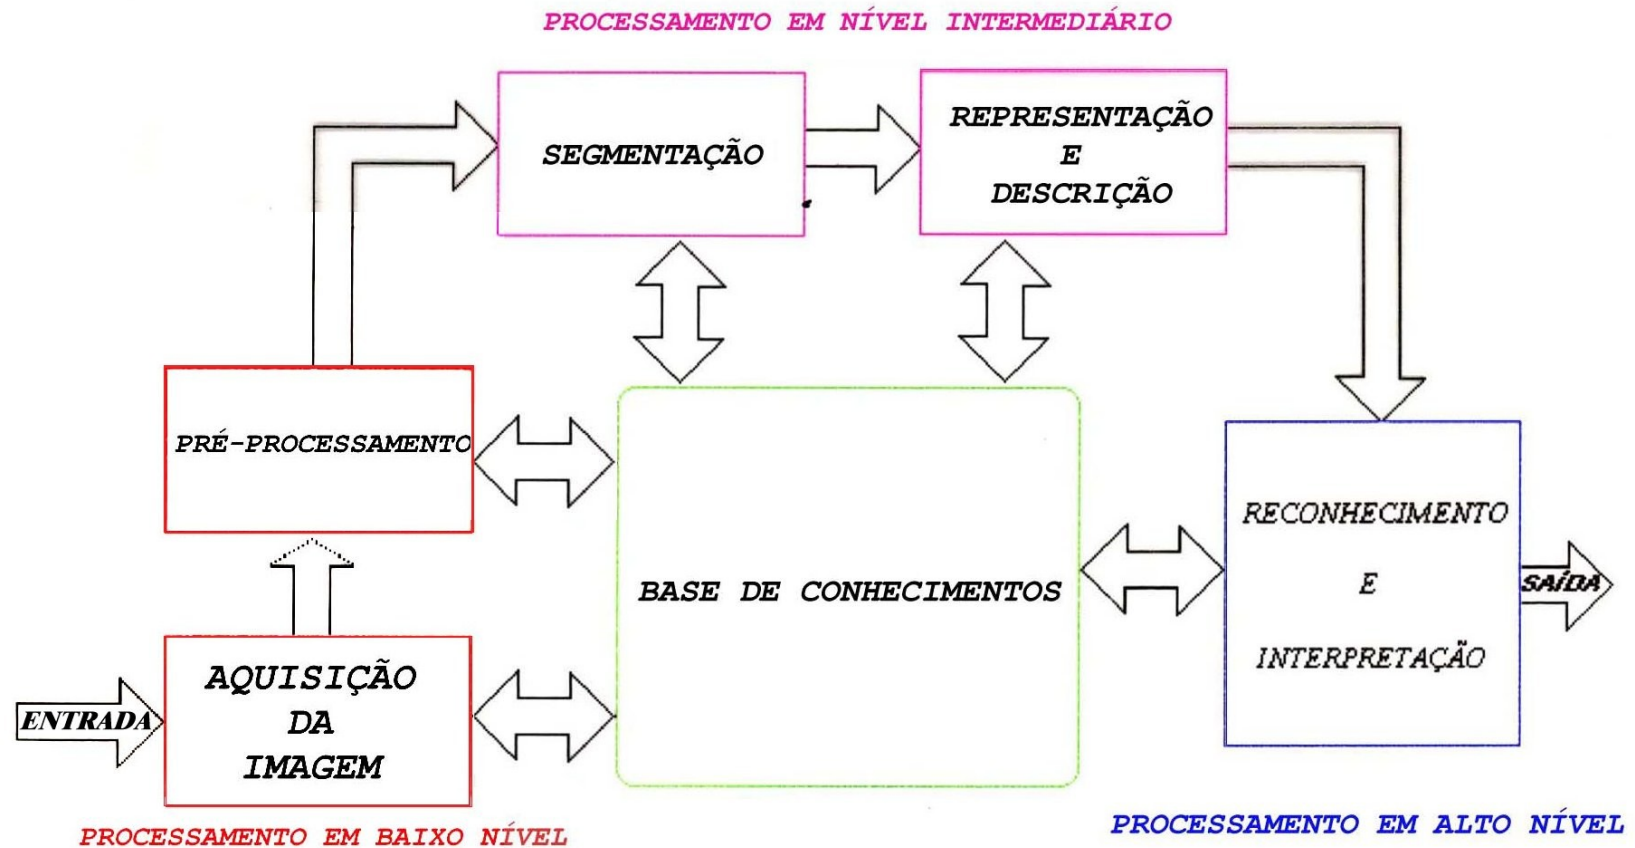 PROCESSAMENTO EM NÍVEL INTERMEDIÁRIO
SEGMENTAÇÃO
REPRESENTAÇÃO
E
DESCRIÇÃO
PRÉ-PROCESSAMENTO
BASE DE CONHECIMENTOS
RECONHECIMENTO
E
INTERPRETAÇÃO
SAÍDA
AQUISIÇÃO
DA
IMAGEM
ENTRADA
PROCESSAMENTO EM BAIXO NÍVEL
PROCESSAMENTO EM ALTO NÍVEL